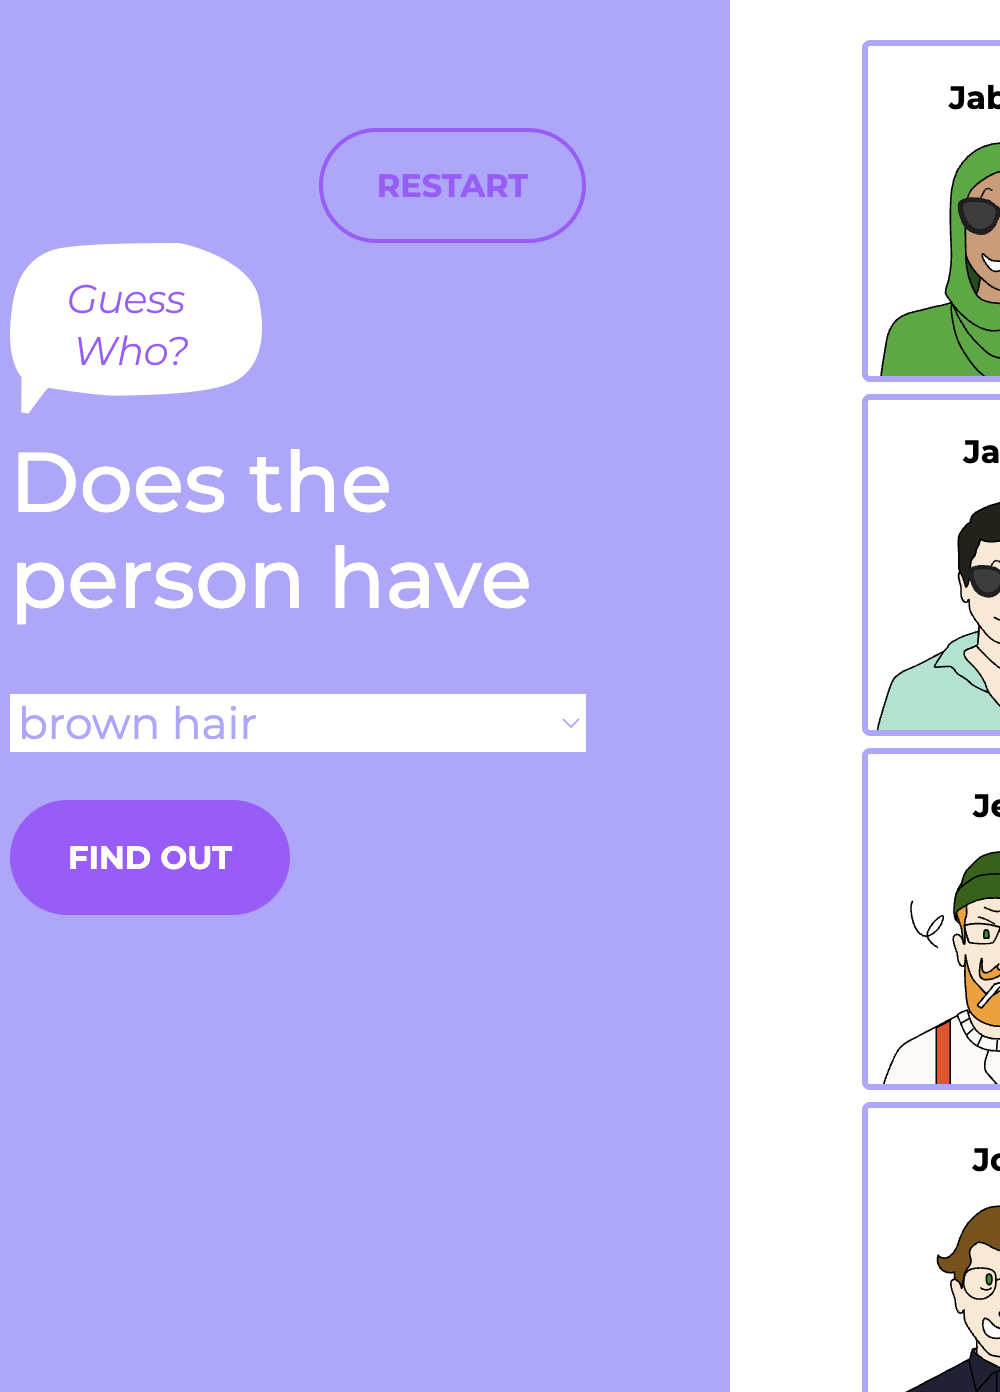 RESTART
Guess
Who?
Does the
person have
brown hair
FIND OUT
Jab
Ja
Je
Jo